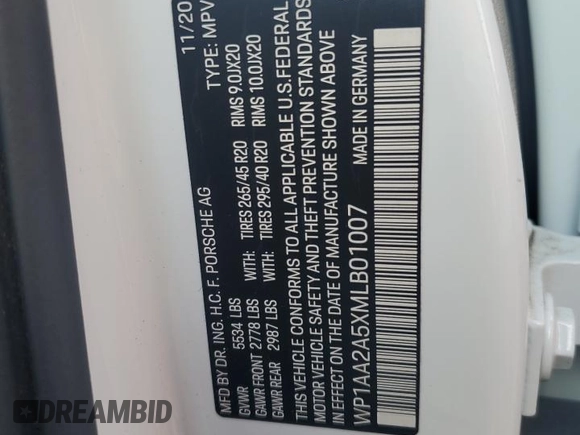 MFD BY DR. ING. H.C. F. PORSCHE AG 11/20
GVWR 5534 LBS TYPE: MPV
GAWR FRONT 2778 LBS WITH: TIRES 265/45 R20 RIMS 9.0JX20
GAWR REAR 2987 LBS WITH: TIRES 295/40 R20 RIMS 10.0JX20
THIS VEHICLE CONFORMS TO ALL APPLICABLE U.S.FEDERAL
MOTOR VEHICLE SAFETY AND THEFT PREVENTION STANDARDS
IN EFFECT ON THE DATE OF MANUFACTURE SHOWN ABOVE
WP1AA2A5XMLB01007 MADE IN GERMANY
DREAMBID